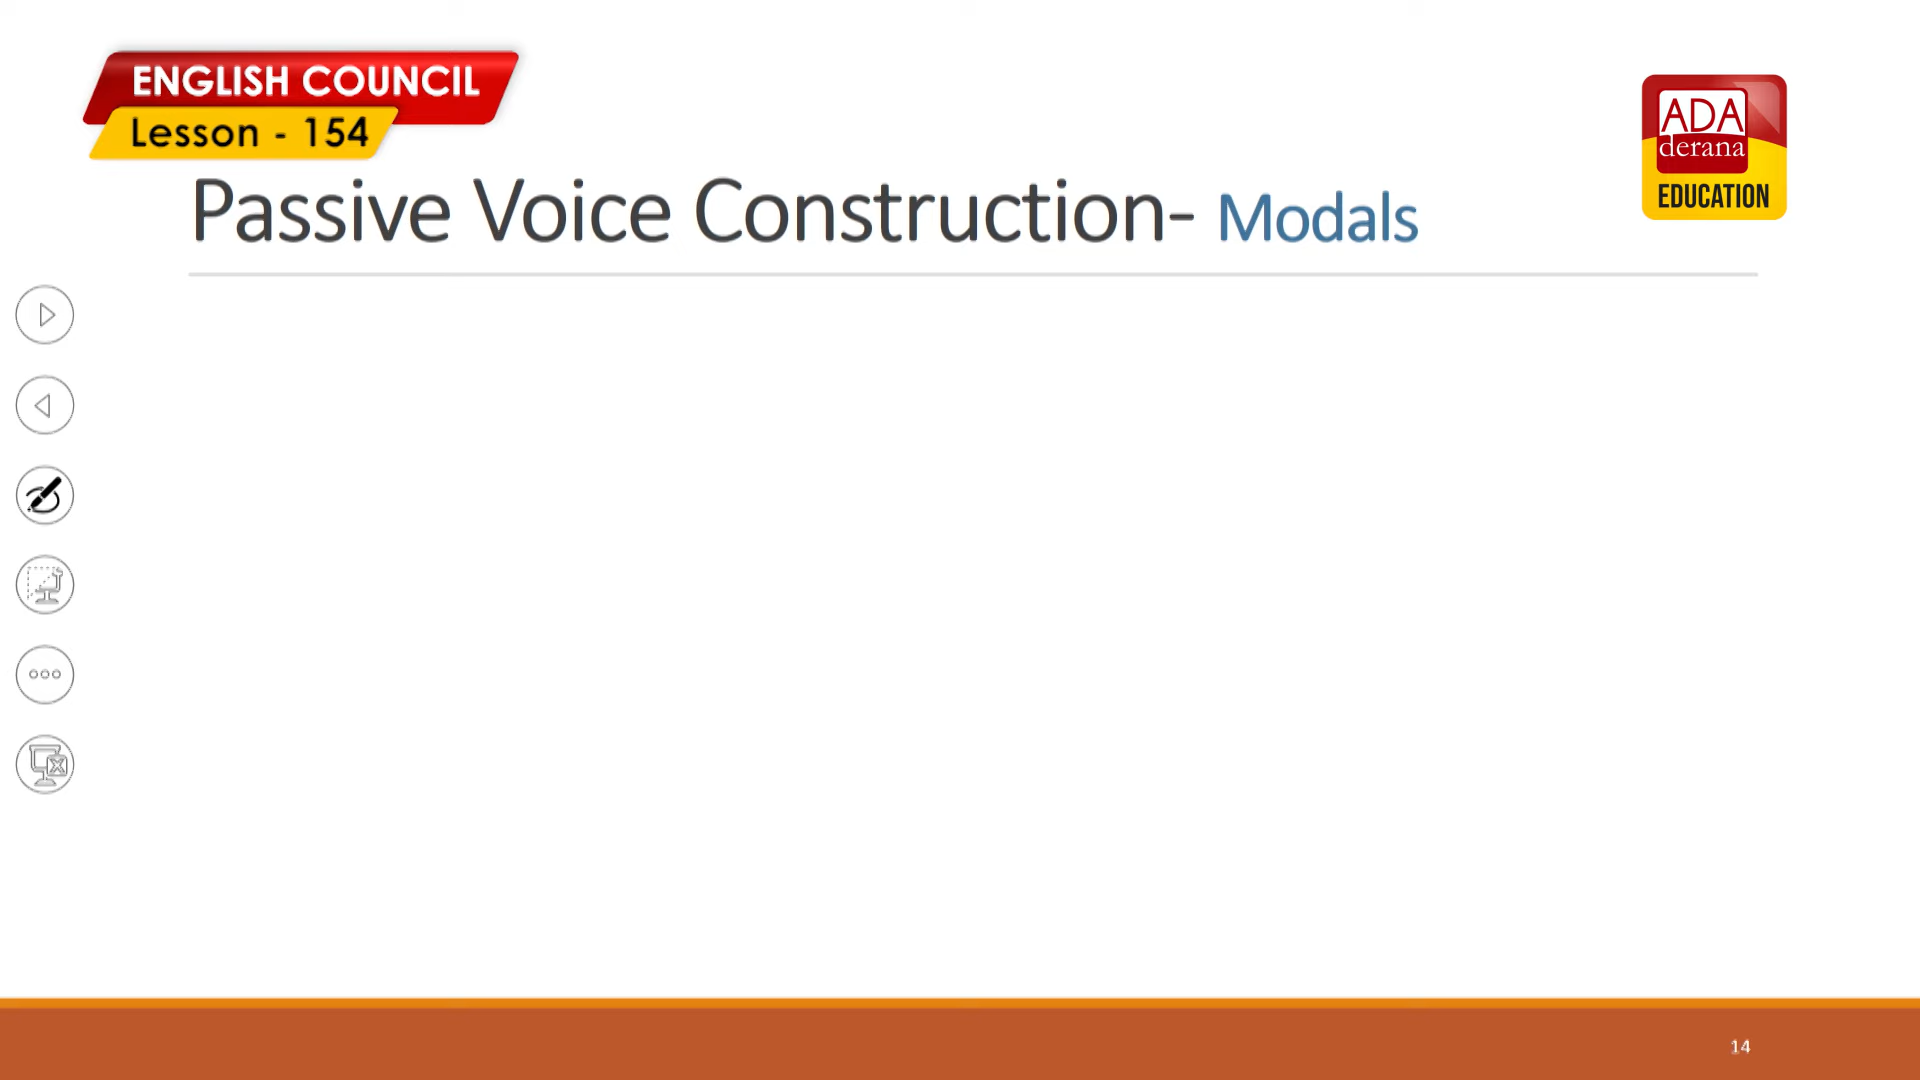 ENGLISH COUNCIL
Lesson - 154
ADA
derana
EDUCATION
Passive Voice Construction- Modals
14